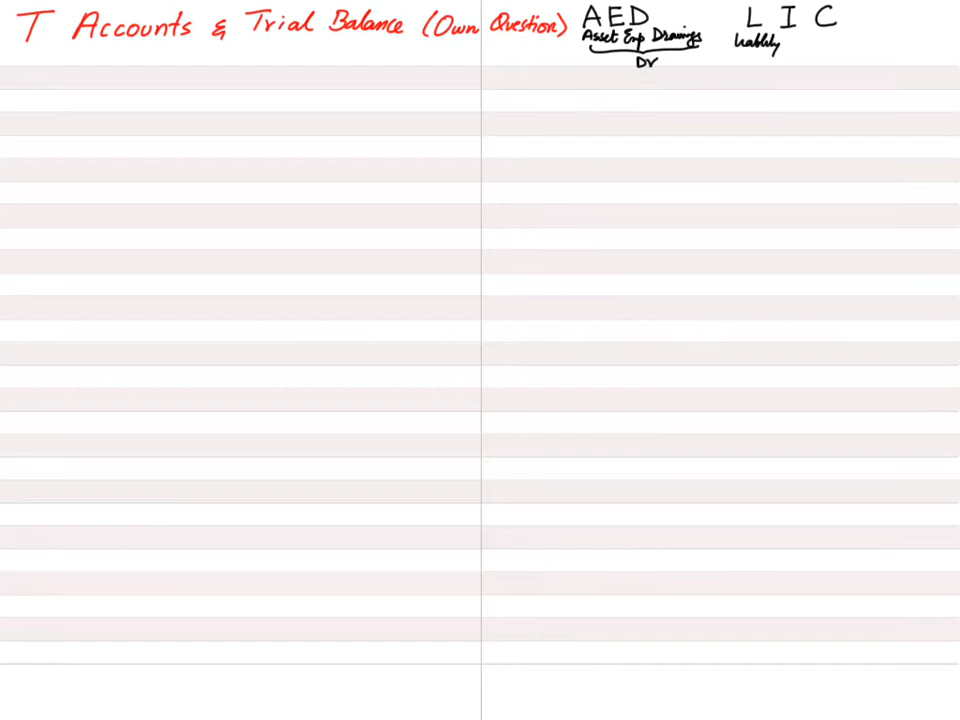 T Accounts & Trial Balance (Own Question)
AED L I C
Asset Exp Drawings liability
Dr